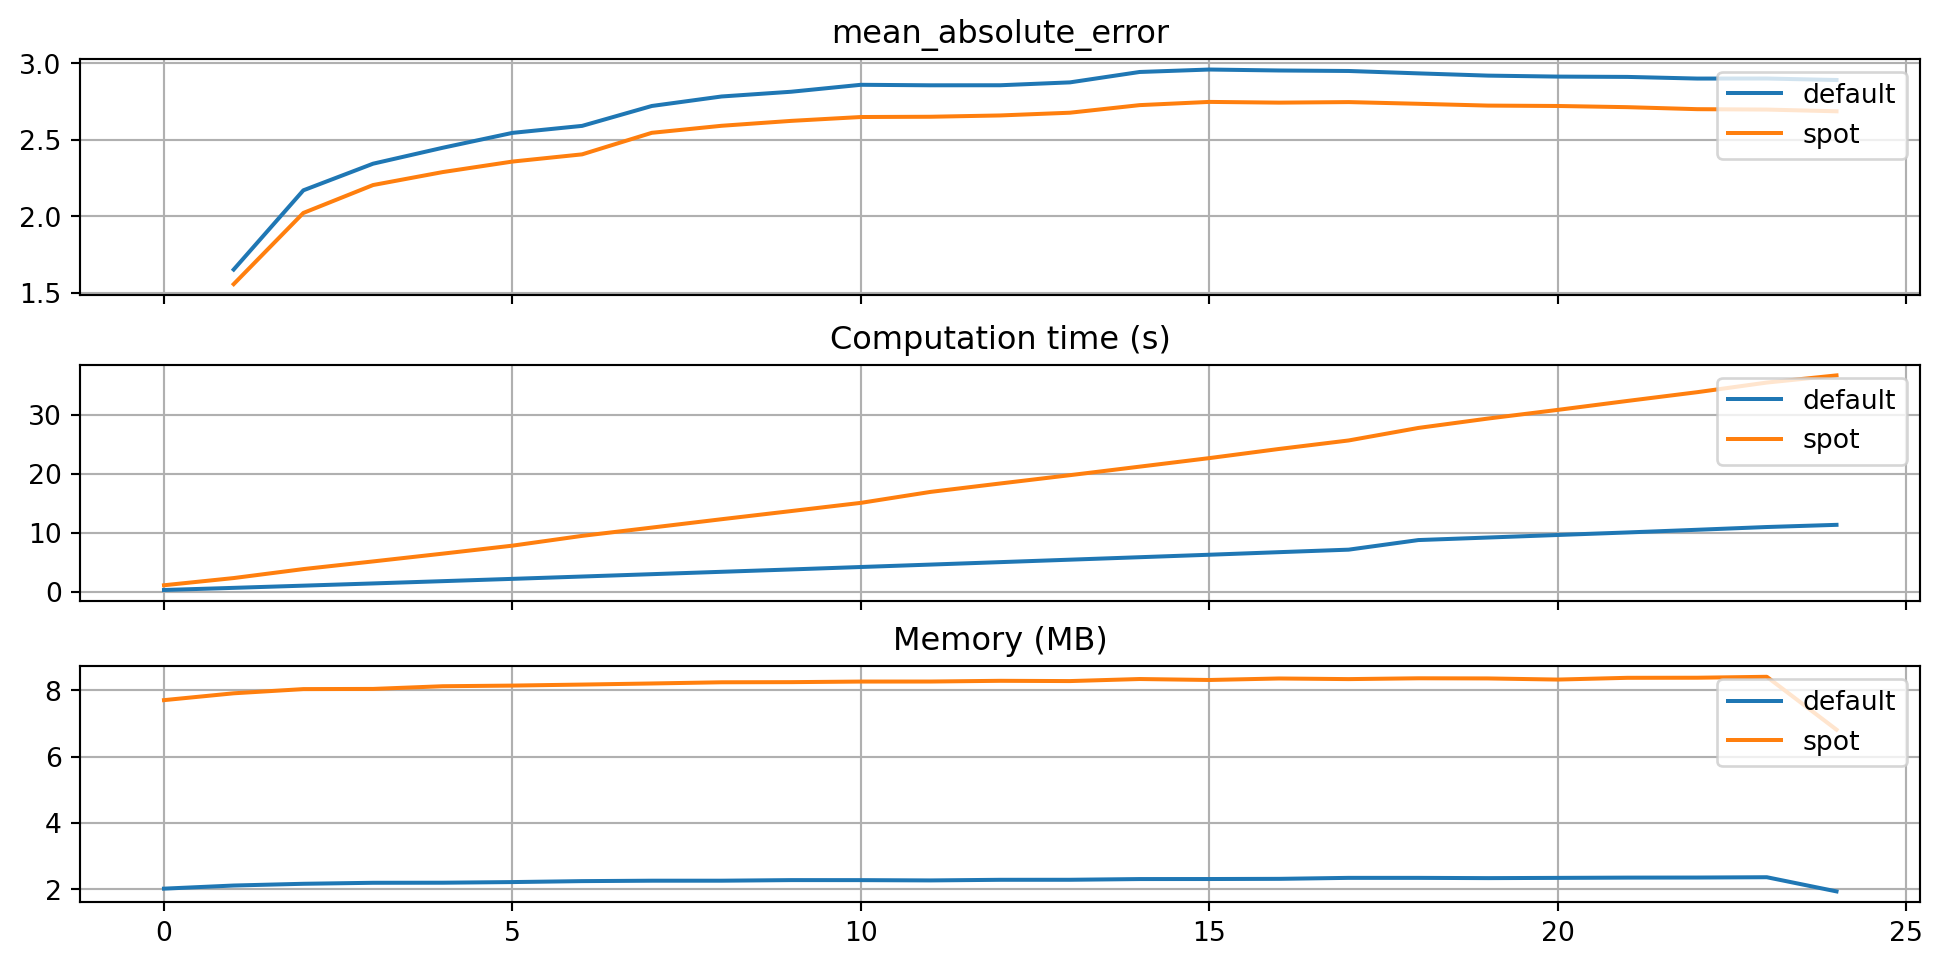 mean_absolute_error
3.0
2.5
2.0
1.5
default
spot
Computation time (s)
30
20
10
0
default
spot
Memory (MB)
8
6
4
2
default
spot
0 5 10 15 20 25